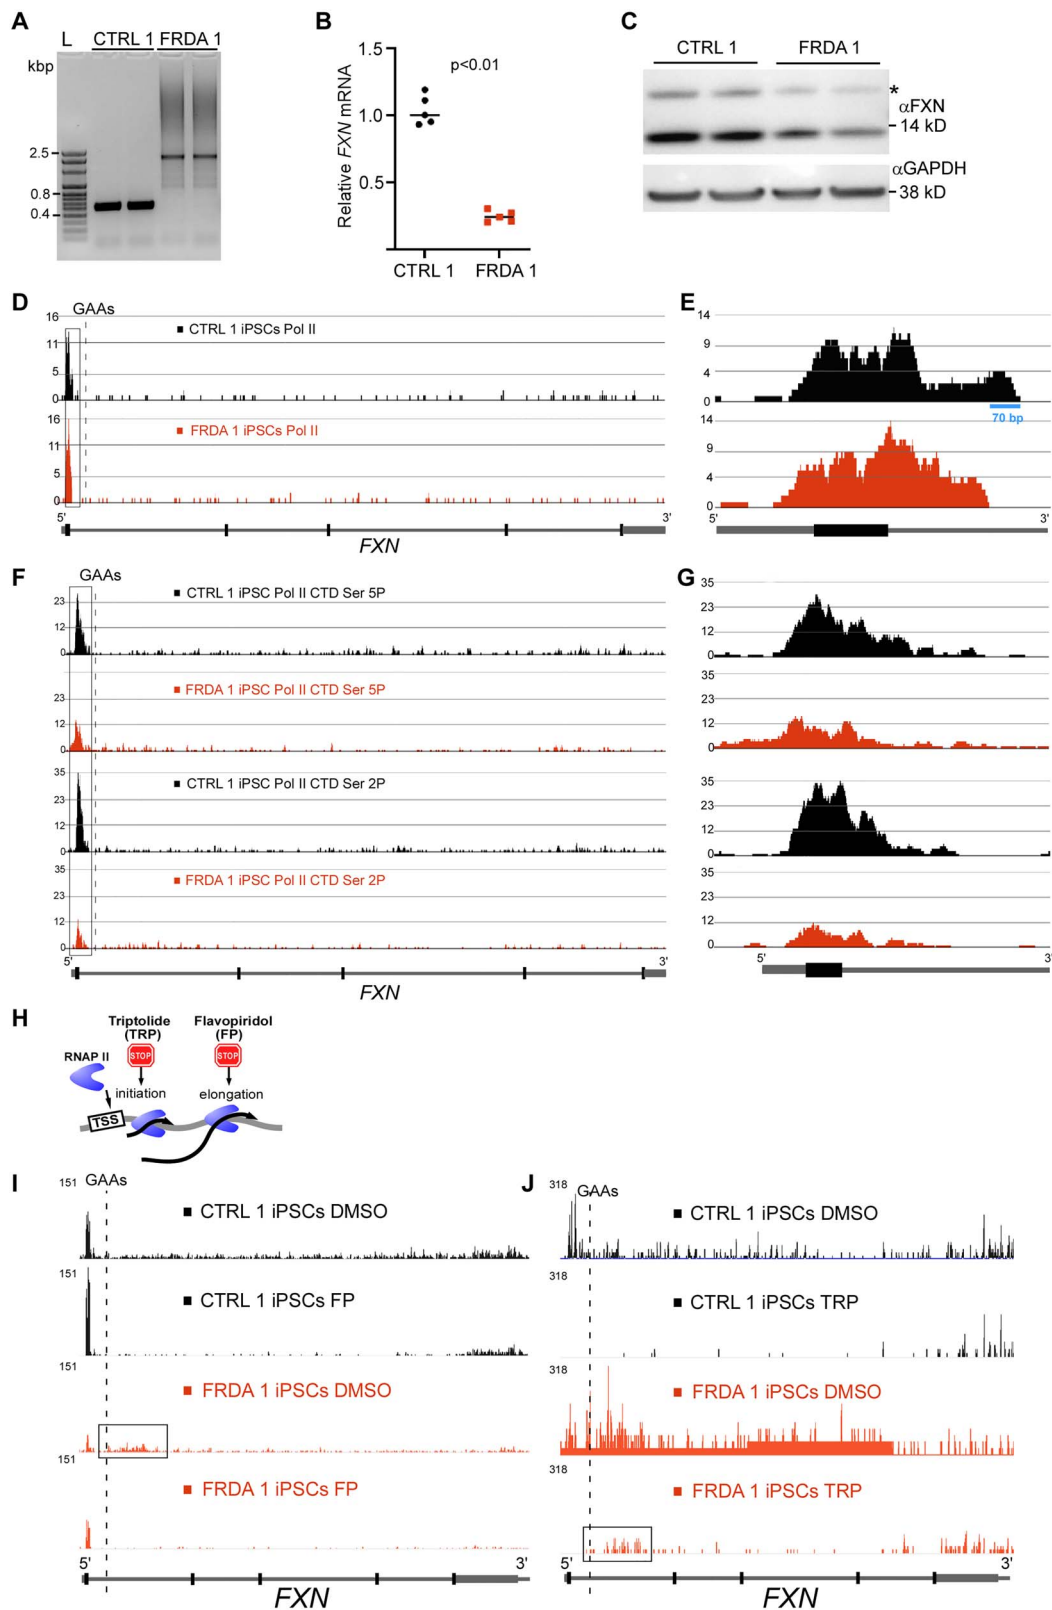 A
B
C
L
CTRL 1 FRDA 1
kbp
2.5
0.8
0.4
1.5
1.0
0.5
Relative FXN mRNA
p<0.01
CTRL 1 FRDA 1
CTRL 1 FRDA 1
*
αFXN
14 kD
αGAPDH
38 kD
D
GAAs
16
11
5
0
CTRL 1 iPSCs Pol II
16
11
5
0
FRDA 1 iPSCs Pol II
5' 3'
FXN
E
14
9
4
0
70 bp
14
9
4
0
5' 3'
F
GAAs
23
12
0
CTRL 1 iPSC Pol II CTD Ser 5P
35
23
12
0
FRDA 1 iPSC Pol II CTD Ser 5P
35
23
12
0
CTRL 1 iPSC Pol II CTD Ser 2P
35
23
12
0
FRDA 1 iPSC Pol II CTD Ser 2P
5' 3'
FXN
G
35
23
12
0
35
23
12
0
35
23
12
0
35
23
12
0
5' 3'
H
Triptolide
(TRP)
Flavopiridol
(FP)
STOP
STOP
RNAP II
initiation
elongation
TSS
I
151
GAAs
CTRL 1 iPSCs DMSO
151
CTRL 1 iPSCs FP
151
FRDA 1 iPSCs DMSO
151
FRDA 1 iPSCs FP
5' 3'
FXN
J
318
GAAs
CTRL 1 iPSCs DMSO
318
CTRL 1 iPSCs TRP
318
FRDA 1 iPSCs DMSO
318
FRDA 1 iPSCs TRP
5' 3'
FXN